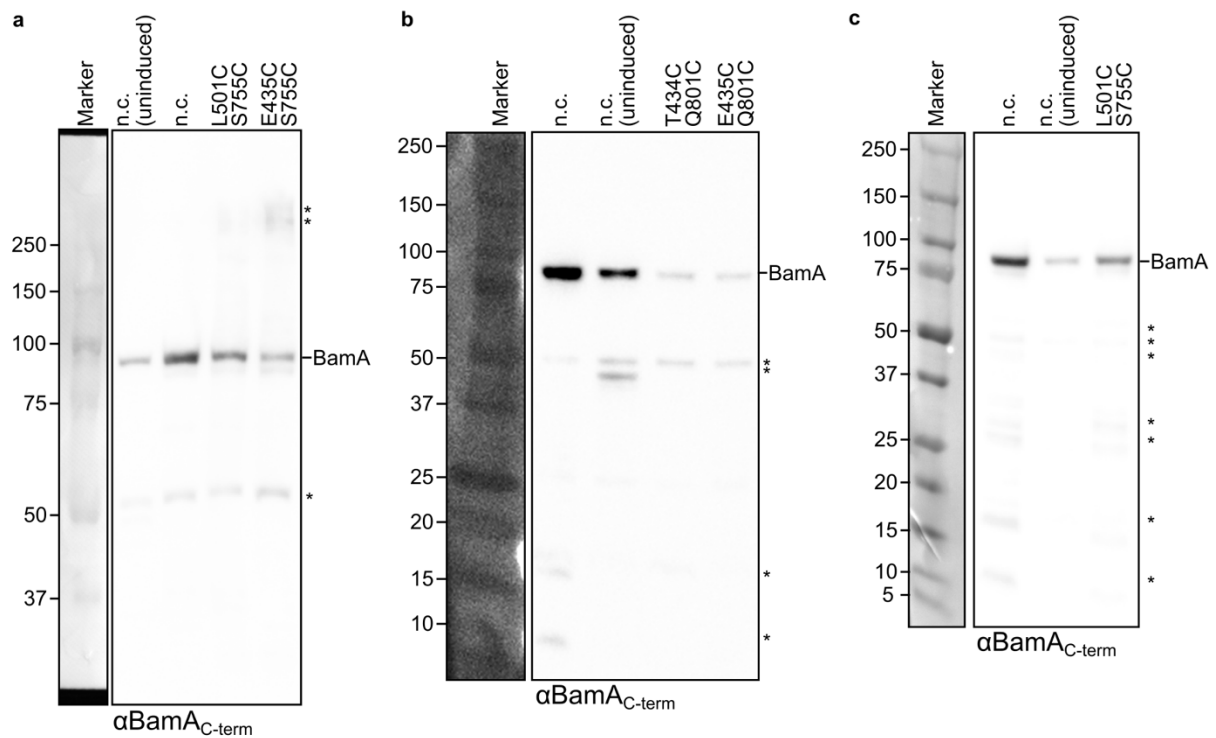 a
Marker
n.c.
(uninduced)
n.c.
L501C
S755C
E435C
S755C
250
150
100
75
50
37
*
*
BamA
*
αBamAC-term
b
Marker
n.c.
n.c.
(uninduced)
T434C
Q801C
E435C
Q801C
250
150
100
75
50
37
25
20
15
10
BamA
*
*
*
*
αBamAC-term
c
Marker
n.c.
n.c.
(uninduced)
L501C
S755C
250
150
100
75
50
37
25
20
15
10
5
BamA
*
*
*
*
*
*
*
αBamAC-term